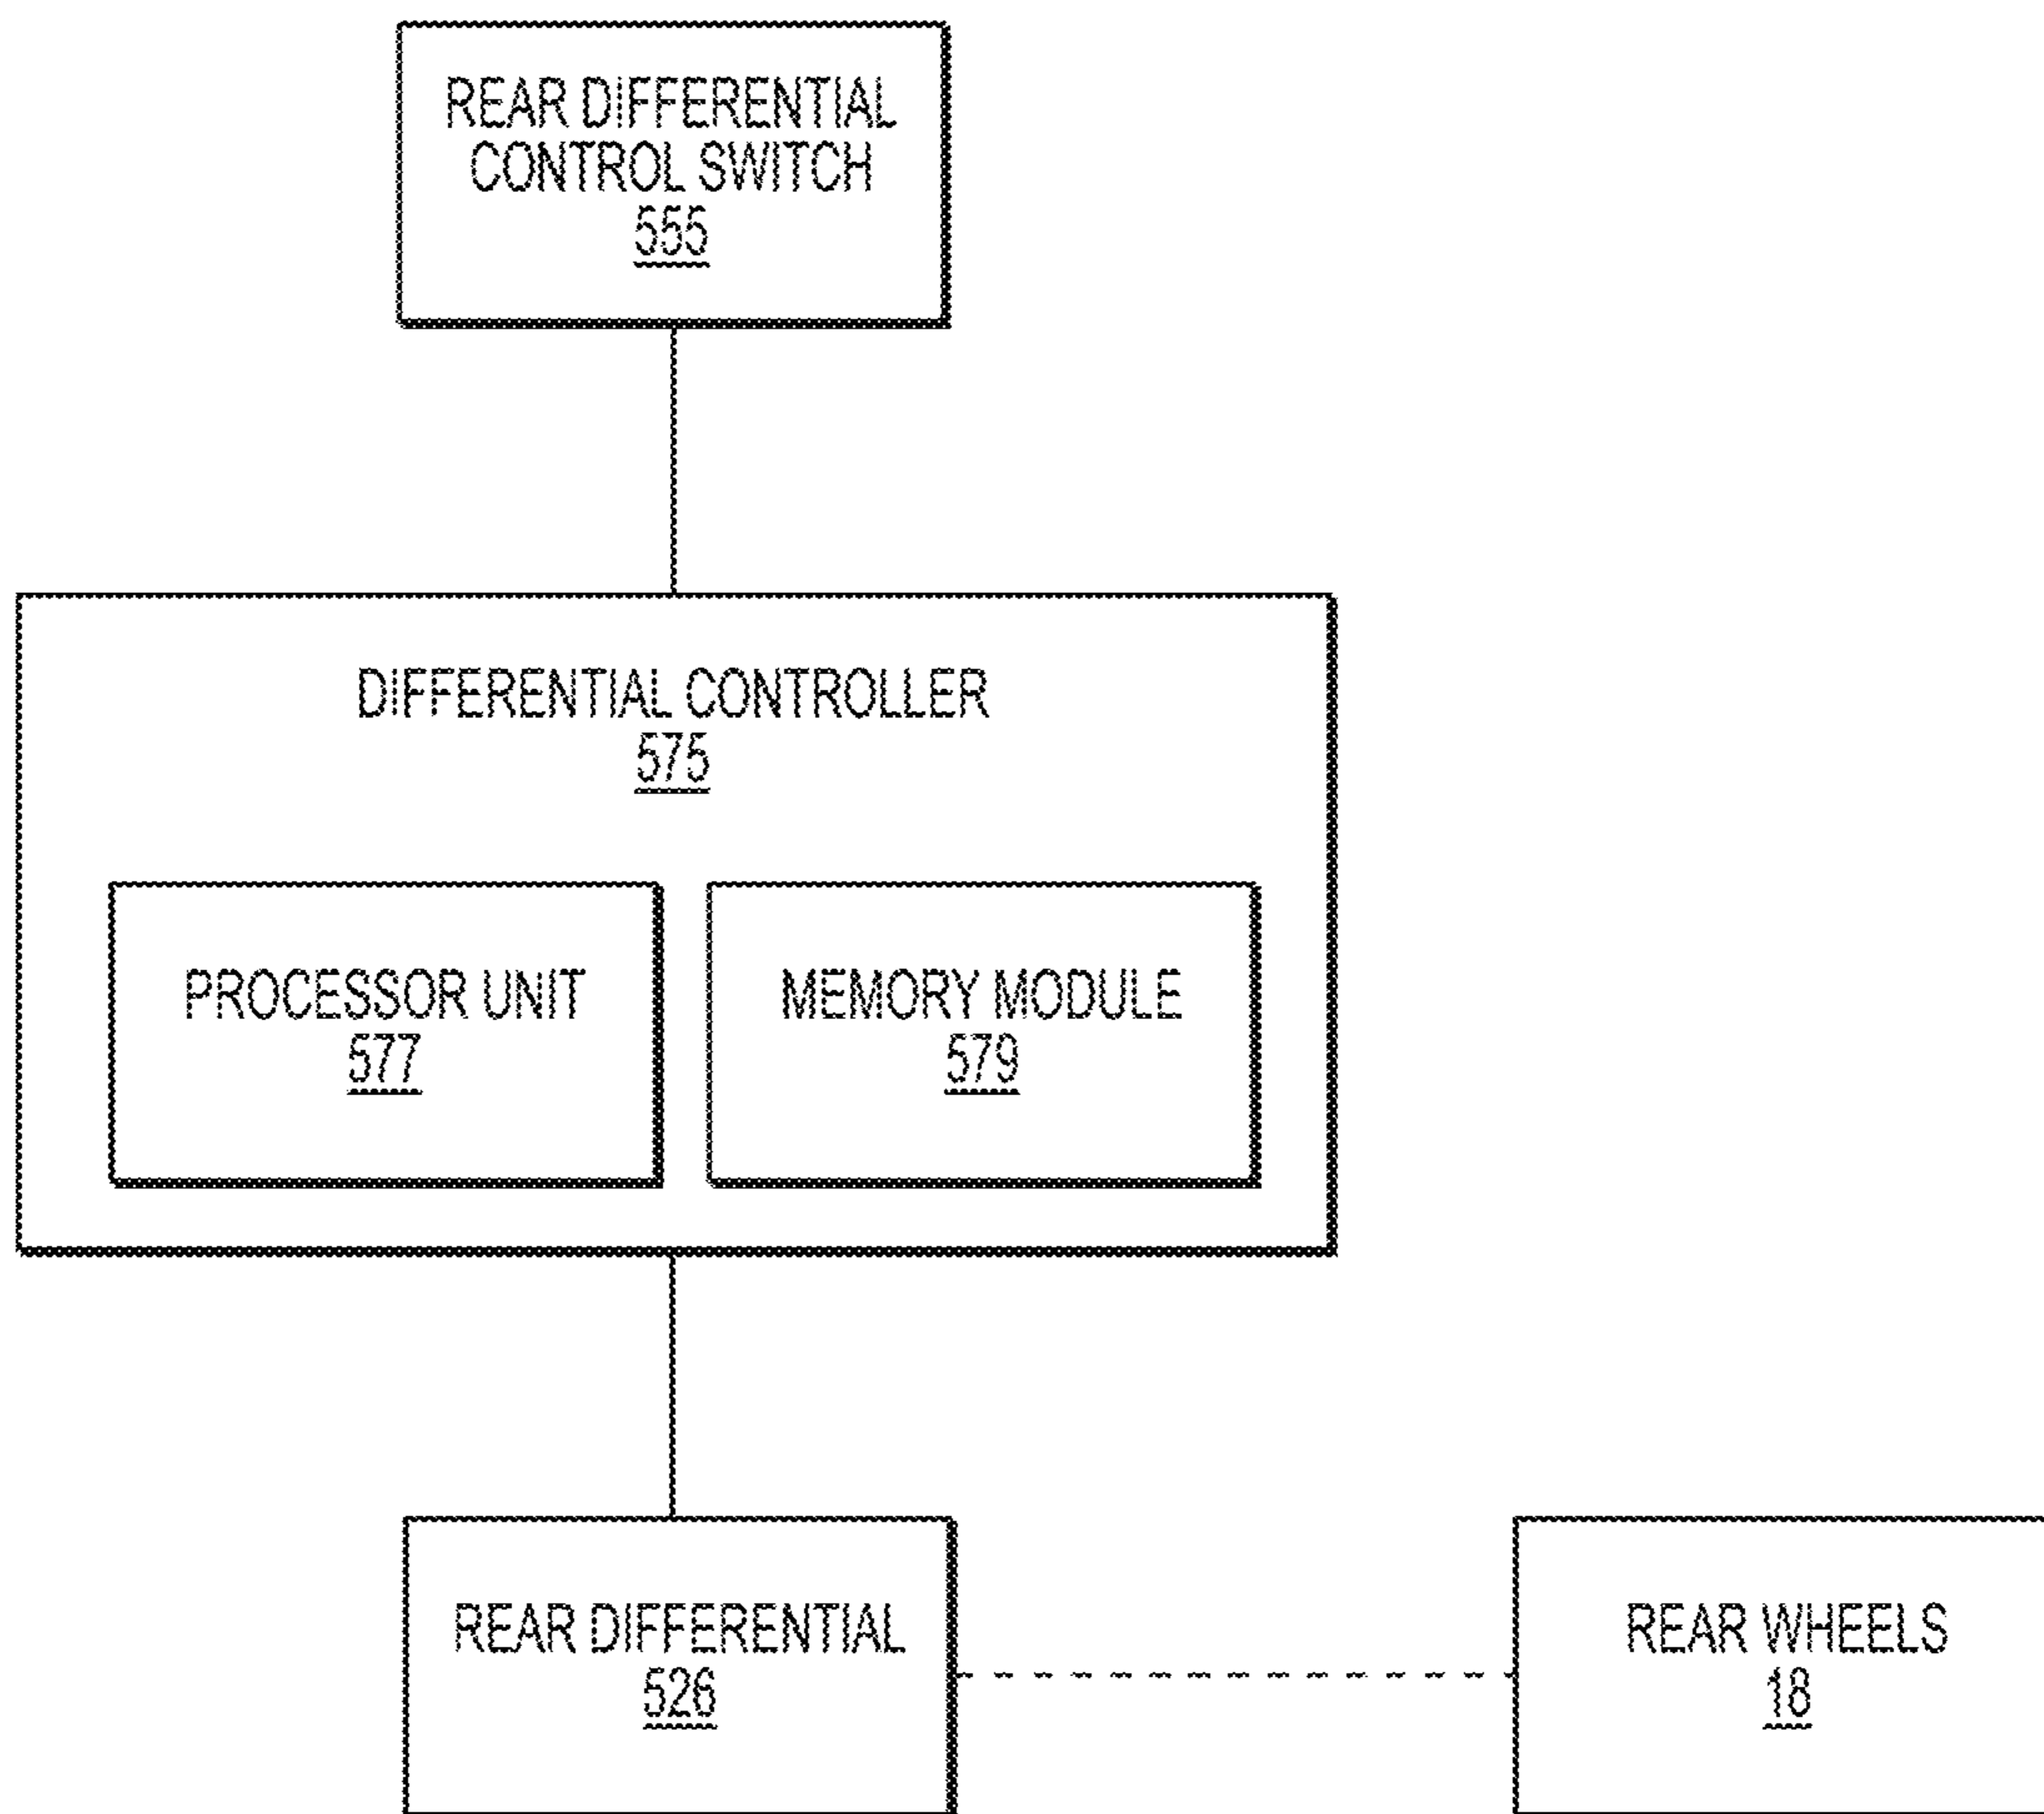 REAR DIFFERENTIAL
CONTROL SWITCH
555
DIFFERENTIAL CONTROLLER
575
PROCESSOR UNIT
577
MEMORY MODULE
579
REAR DIFFERENTIAL
526
REAR WHEELS
18